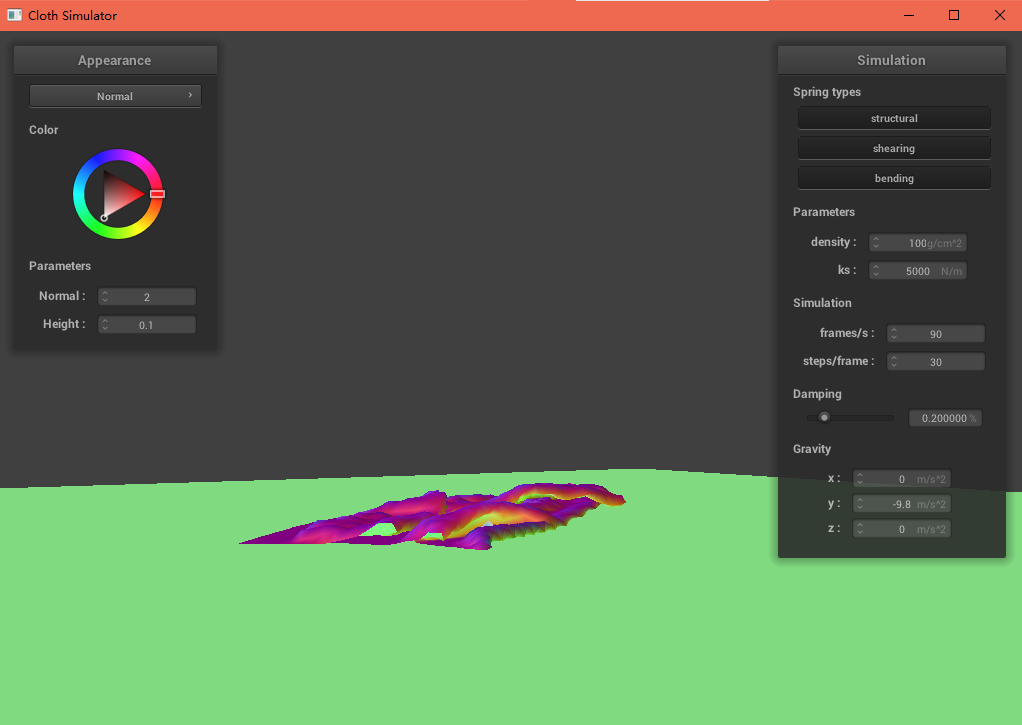 Cloth Simulator
Appearance
Normal
Color
Parameters
Normal : 2
Height : 0.1
Simulation
Spring types
structural
shearing
bending
Parameters
density : 100g/cm^2
ks : 5000 N/m
Simulation
frames/s : 90
steps/frame : 30
Damping
0.200000 %
Gravity
x : 0 m/s^2
y : -9.8 m/s^2
z : 0 m/s^2